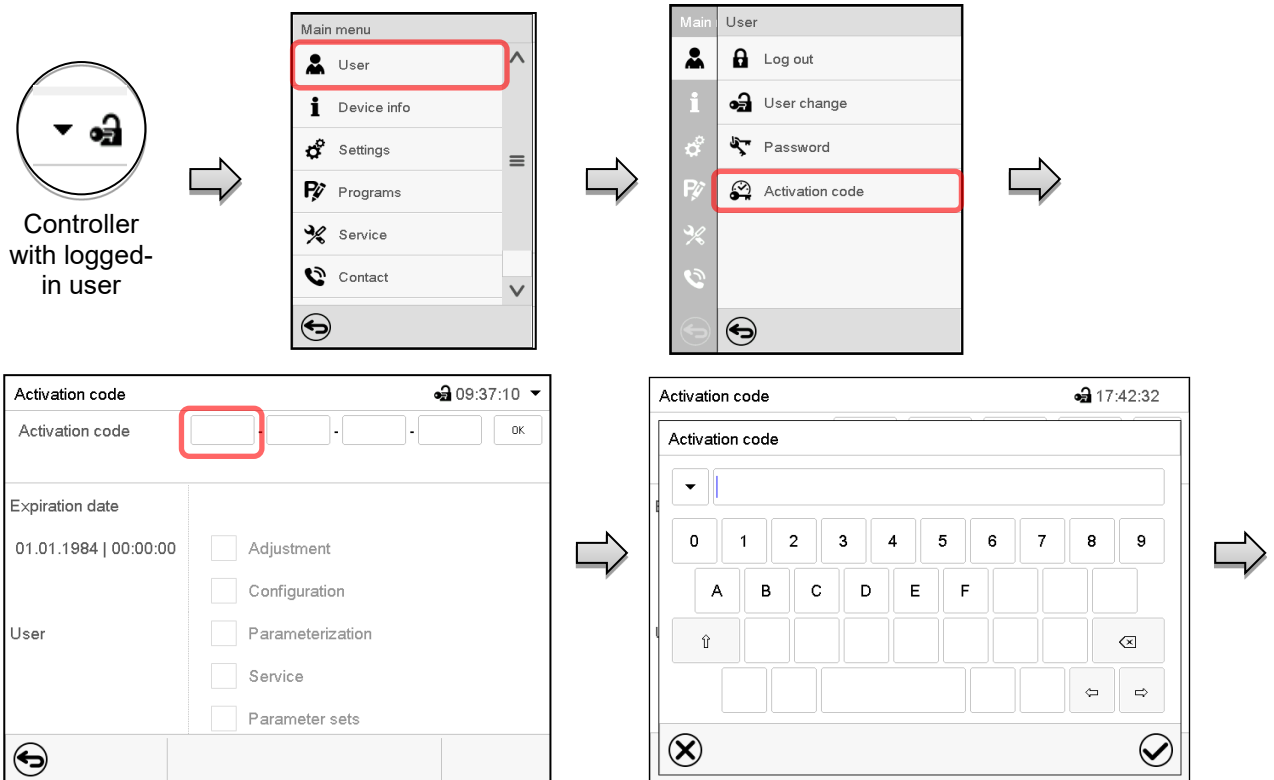 Controller
with logged-
in user
Main menu
User
Device info
Settings
Programs
Service
Contact
Main
User
Log out
User change
Password
Activation code
Activation code
09:37:10
Activation code
-
-
-
OK
Expiration date
01.01.1984 | 00:00:00
Adjustment
Configuration
User
Parameterization
Service
Parameter sets
Activation code
17:42:32
Activation code
0 1 2 3 4 5 6 7 8 9
A B C D E F